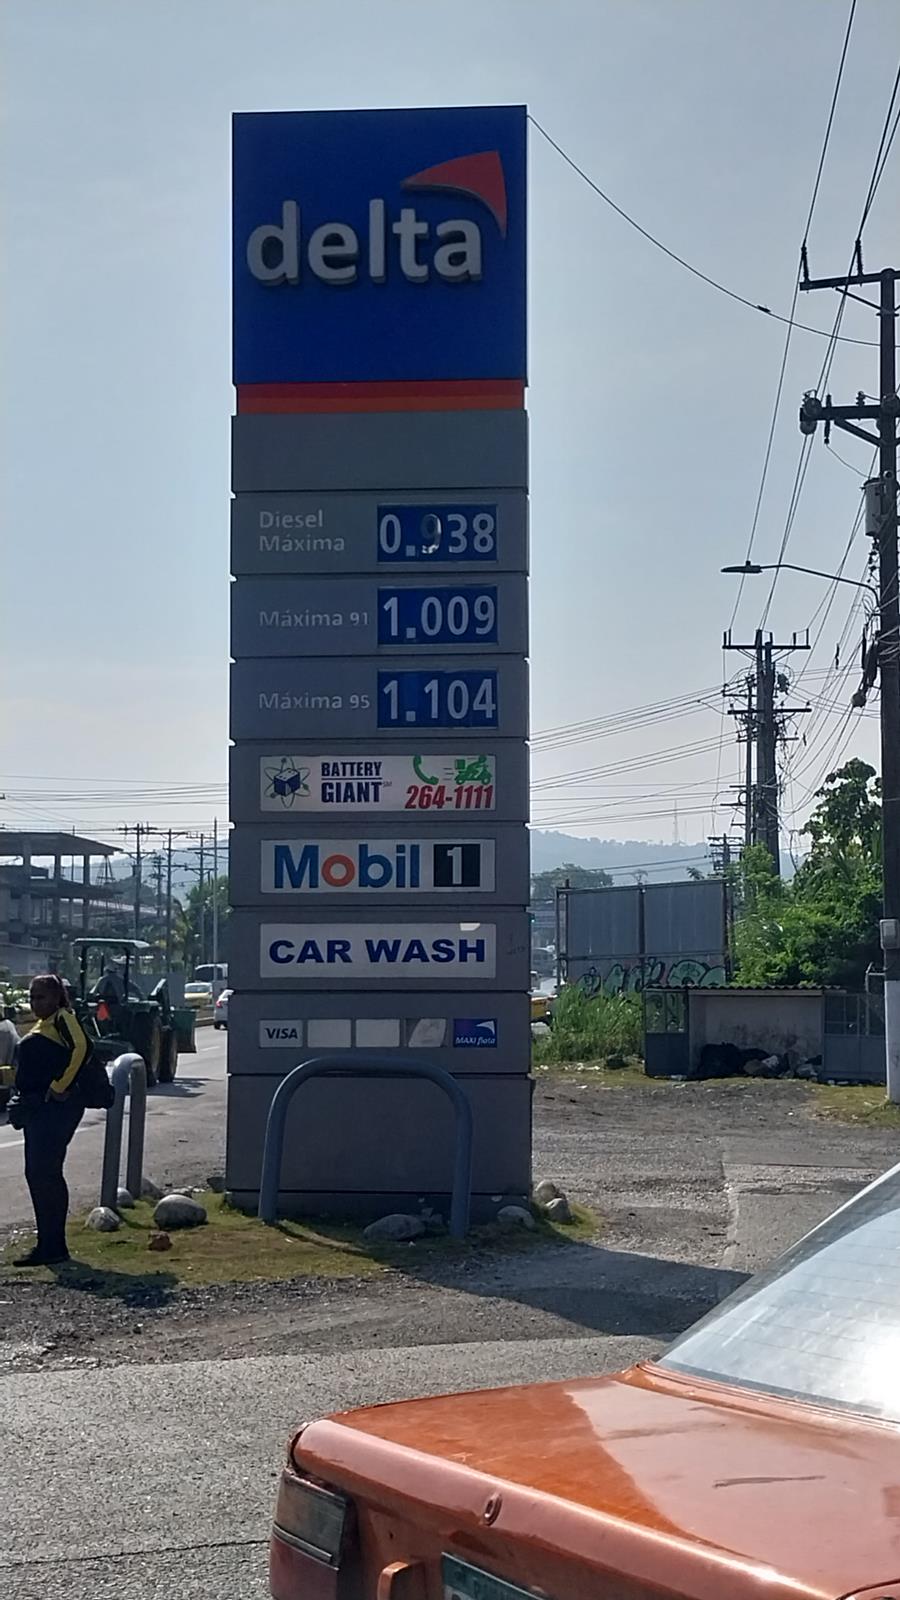 delta
Diesel
Máxima
0.938
Máxima 91
1.009
Máxima 95
1.104
BATTERY
GIANT
264-1111
Mobil 1
CAR WASH
VISA
MAXI flota